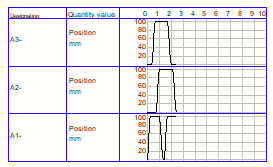 Designation Quantity value 0 1 2 3 4 5 6 7 8 9 10
A3- Position mm 100 80 60 40 20
A2- Position mm 100 80 60 40 20
A1- Position mm 100 80 60 40 20